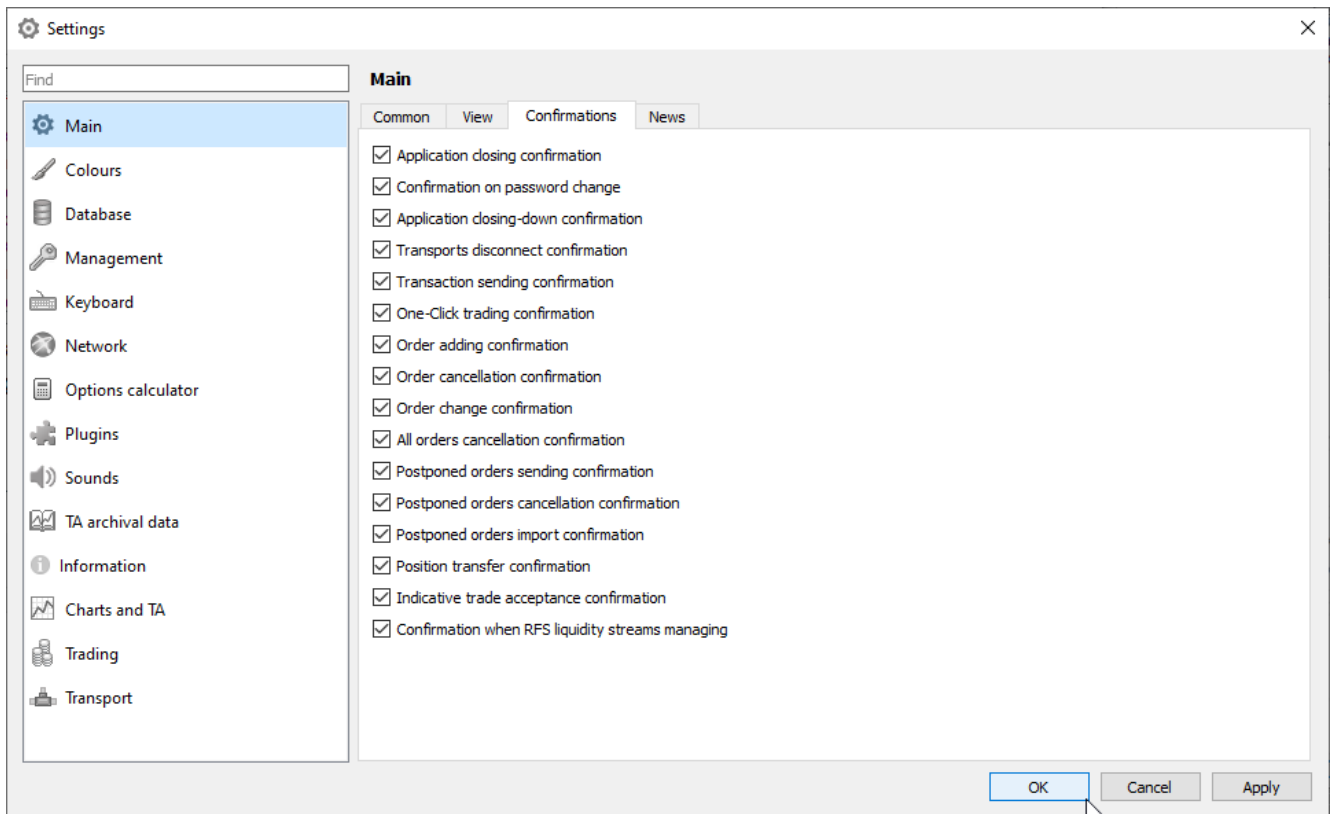 Settings
Find
Main
Colours
Database
Management
Keyboard
Network
Options calculator
Plugins
Sounds
TA archival data
Information
Charts and TA
Trading
Transport
Main
Common View Confirmations News
Application closing confirmation
Confirmation on password change
Application closing-down confirmation
Transports disconnect confirmation
Transaction sending confirmation
One-Click trading confirmation
Order adding confirmation
Order cancellation confirmation
Order change confirmation
All orders cancellation confirmation
Postponed orders sending confirmation
Postponed orders cancellation confirmation
Postponed orders import confirmation
Position transfer confirmation
Indicative trade acceptance confirmation
Confirmation when RFS liquidity streams managing
OK Cancel Apply